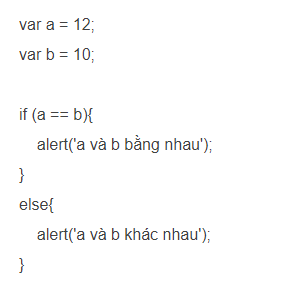 var a = 12;
var b = 10;
if (a == b){
alert('a và b bằng nhau');
}
else{
alert('a và b khác nhau');
}